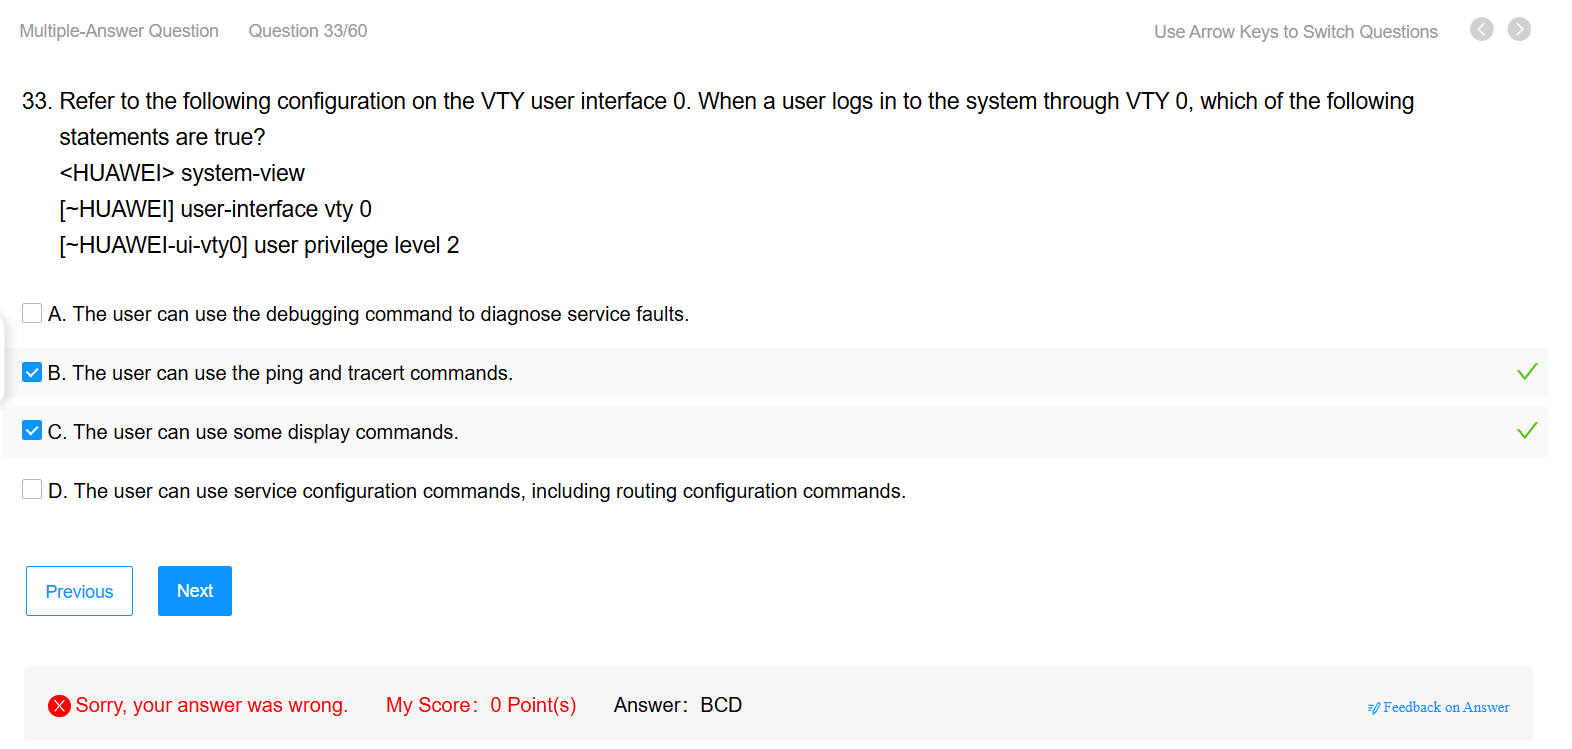 Multiple-Answer Question Question 33/60 Use Arrow Keys to Switch Questions
33. Refer to the following configuration on the VTY user interface 0. When a user logs in to the system through VTY 0, which of the following
statements are true?
<HUAWEI> system-view
[~HUAWEI] user-interface vty 0
[~HUAWEI-ui-vty0] user privilege level 2
A. The user can use the debugging command to diagnose service faults.
B. The user can use the ping and tracert commands.
C. The user can use some display commands.
D. The user can use service configuration commands, including routing configuration commands.
Previous Next
Sorry, your answer was wrong. My Score: 0 Point(s) Answer: BCD Feedback on Answer